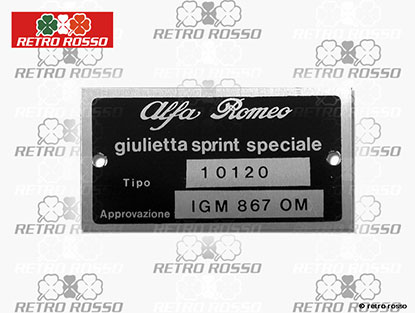 RETRO ROSSO
Alfa Romeo
giulietta sprint speciale
Tipo 10120
Approvazione IGM 867 OM
RETRO ROSSO
RETRO ROSSO
RETRO ROSSO
RETRO ROSSO
RETRO ROSSO
RETRO ROSSO
© retro rosso